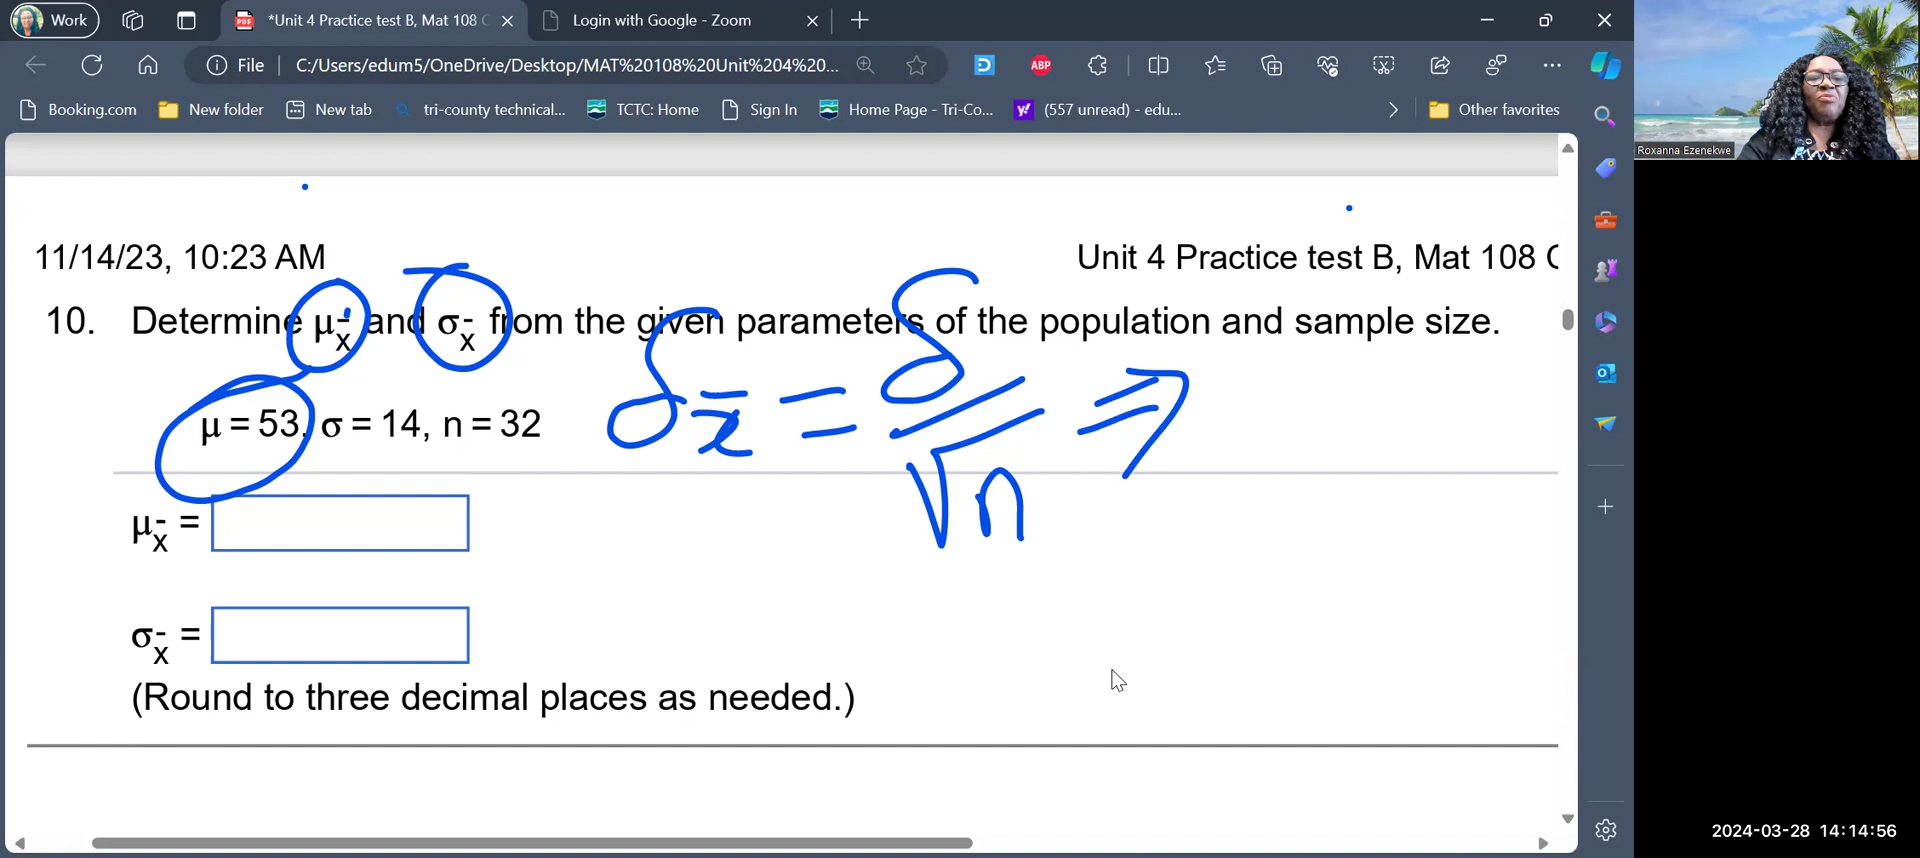 Work
*Unit 4 Practice test B, Mat 108 C
Login with Google - Zoom
File
C:/Users/edum5/OneDrive/Desktop/MAT%20108%20Unit%204%20...
ABP
Booking.com
New folder
New tab
tri-county technical...
TCTC: Home
Sign In
Home Page - Tri-Co...
(557 unread) - edu...
Other favorites
Roxanna Ezenekwe
11/14/23, 10:23 AM
Unit 4 Practice test B, Mat 108 C
10. Determine μx̄ and σx̄ from the given parameters of the population and sample size.
μ = 53, σ = 14, n = 32
σx̄ = σ/√n ⇒
μx̄ =
σx̄ =
(Round to three decimal places as needed.)
2024-03-28 14:14:56